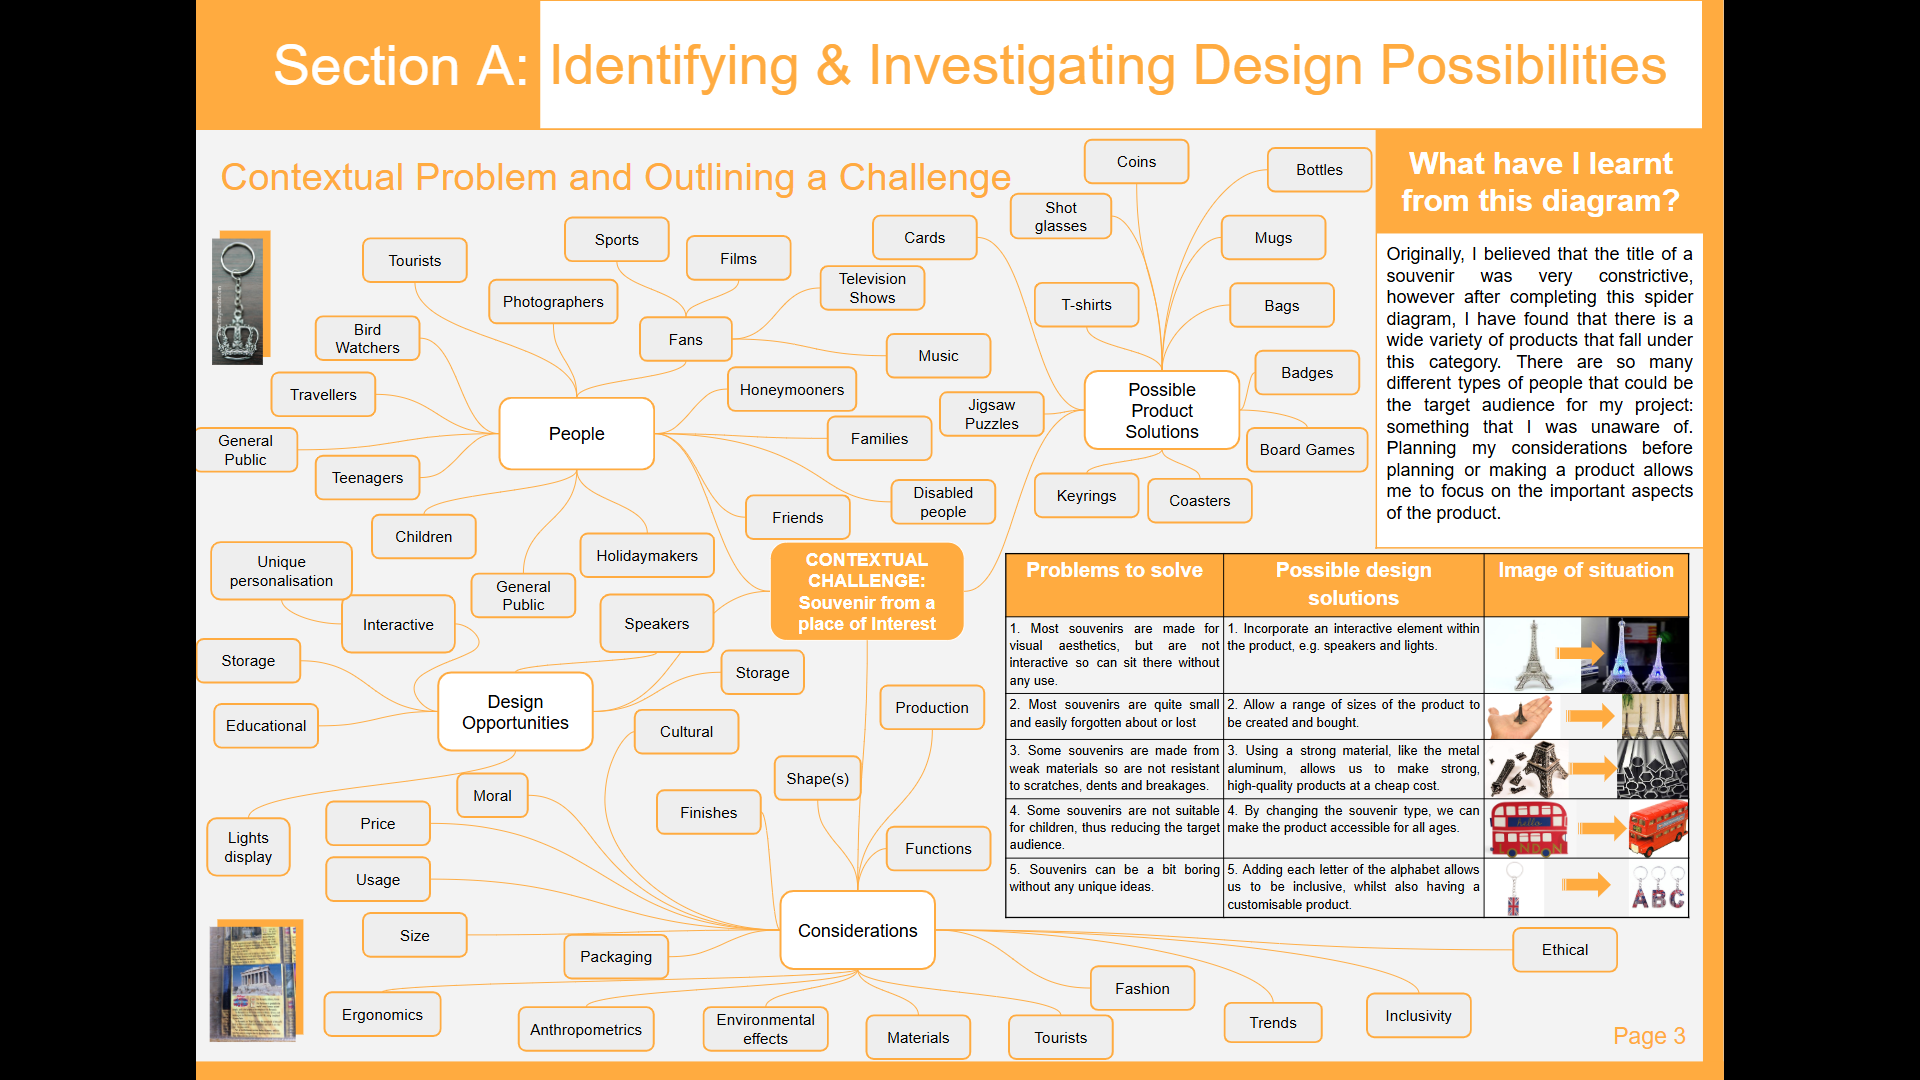 Section A: Identifying & Investigating Design Possibilities
Contextual Problem and Outlining a Challenge
Coins
Bottles
Shot
glasses
Cards
Mugs
T-shirts
Bags
Badges
Jigsaw
Puzzles
Possible
Product
Solutions
Board Games
Keyrings
Coasters
Tourists
Sports
Films
Photographers
Television
Shows
Bird
Watchers
Fans
Music
Travellers
Honeymooners
People
General
Public
Families
Teenagers
Disabled
people
Children
Friends
Holidaymakers
General
Public
CONTEXTUAL
CHALLENGE:
Souvenir from a
place of Interest
Unique
personalisation
Interactive
Speakers
Storage
Storage
Design
Opportunities
Educational
Lights
display
Cultural
Production
Shape(s)
Moral
Finishes
Price
Functions
Usage
Size
Considerations
Packaging
Ergonomics
Anthropometrics
Environmental
effects
Materials
Tourists
Fashion
Trends
Inclusivity
Ethical
What have I learnt
from this diagram?
Originally, I believed that the title of a
souvenir was very constrictive,
however after completing this spider
diagram, I have found that there is a
wide variety of products that fall under
this category. There are so many
different types of people that could be
the target audience for my project:
something that I was unaware of.
Planning my considerations before
planning or making a product allows
me to focus on the important aspects
of the product.
Problems to solve
Possible design
solutions
Image of situation
1. Most souvenirs are made for
visual aesthetics, but are not
interactive so can sit there without
any use.
1. Incorporate an interactive element within
the product, e.g. speakers and lights.
2. Most souvenirs are quite small
and easily forgotten about or lost
2. Allow a range of sizes of the product to
be created and bought.
3. Some souvenirs are made from
weak materials so are not resistant
to scratches, dents and breakages.
3. Using a strong material, like the metal
aluminum, allows us to make strong,
high-quality products at a cheap cost.
4. Some souvenirs are not suitable
for children, thus reducing the target
audience.
4. By changing the souvenir type, we can
make the product accessible for all ages.
hello
LONDON
5. Souvenirs can be a bit boring
without any unique ideas.
5. Adding each letter of the alphabet allows
us to be inclusive, whilst also having a
customisable product.
ABC
Page 3